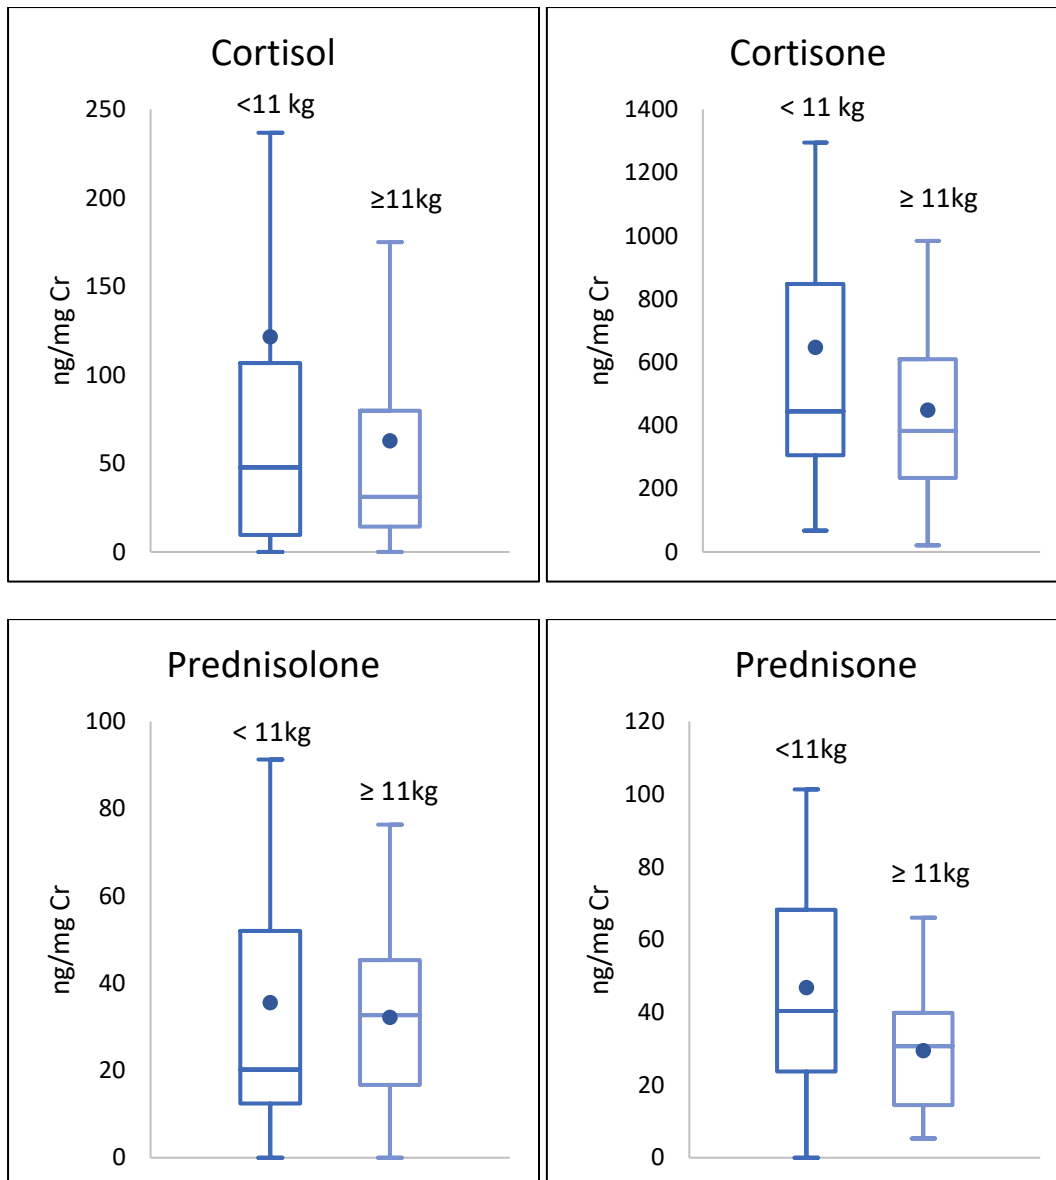 Cortisol
<11 kg
≥11kg
250
200
150
100
50
0
ng/mg Cr
Cortisone
< 11 kg
≥ 11kg
1400
1200
1000
800
600
400
200
0
ng/mg Cr
Prednisolone
< 11kg
≥ 11kg
100
80
60
40
20
0
ng/mg Cr
Prednisone
<11kg
≥ 11kg
120
100
80
60
40
20
0
ng/mg Cr